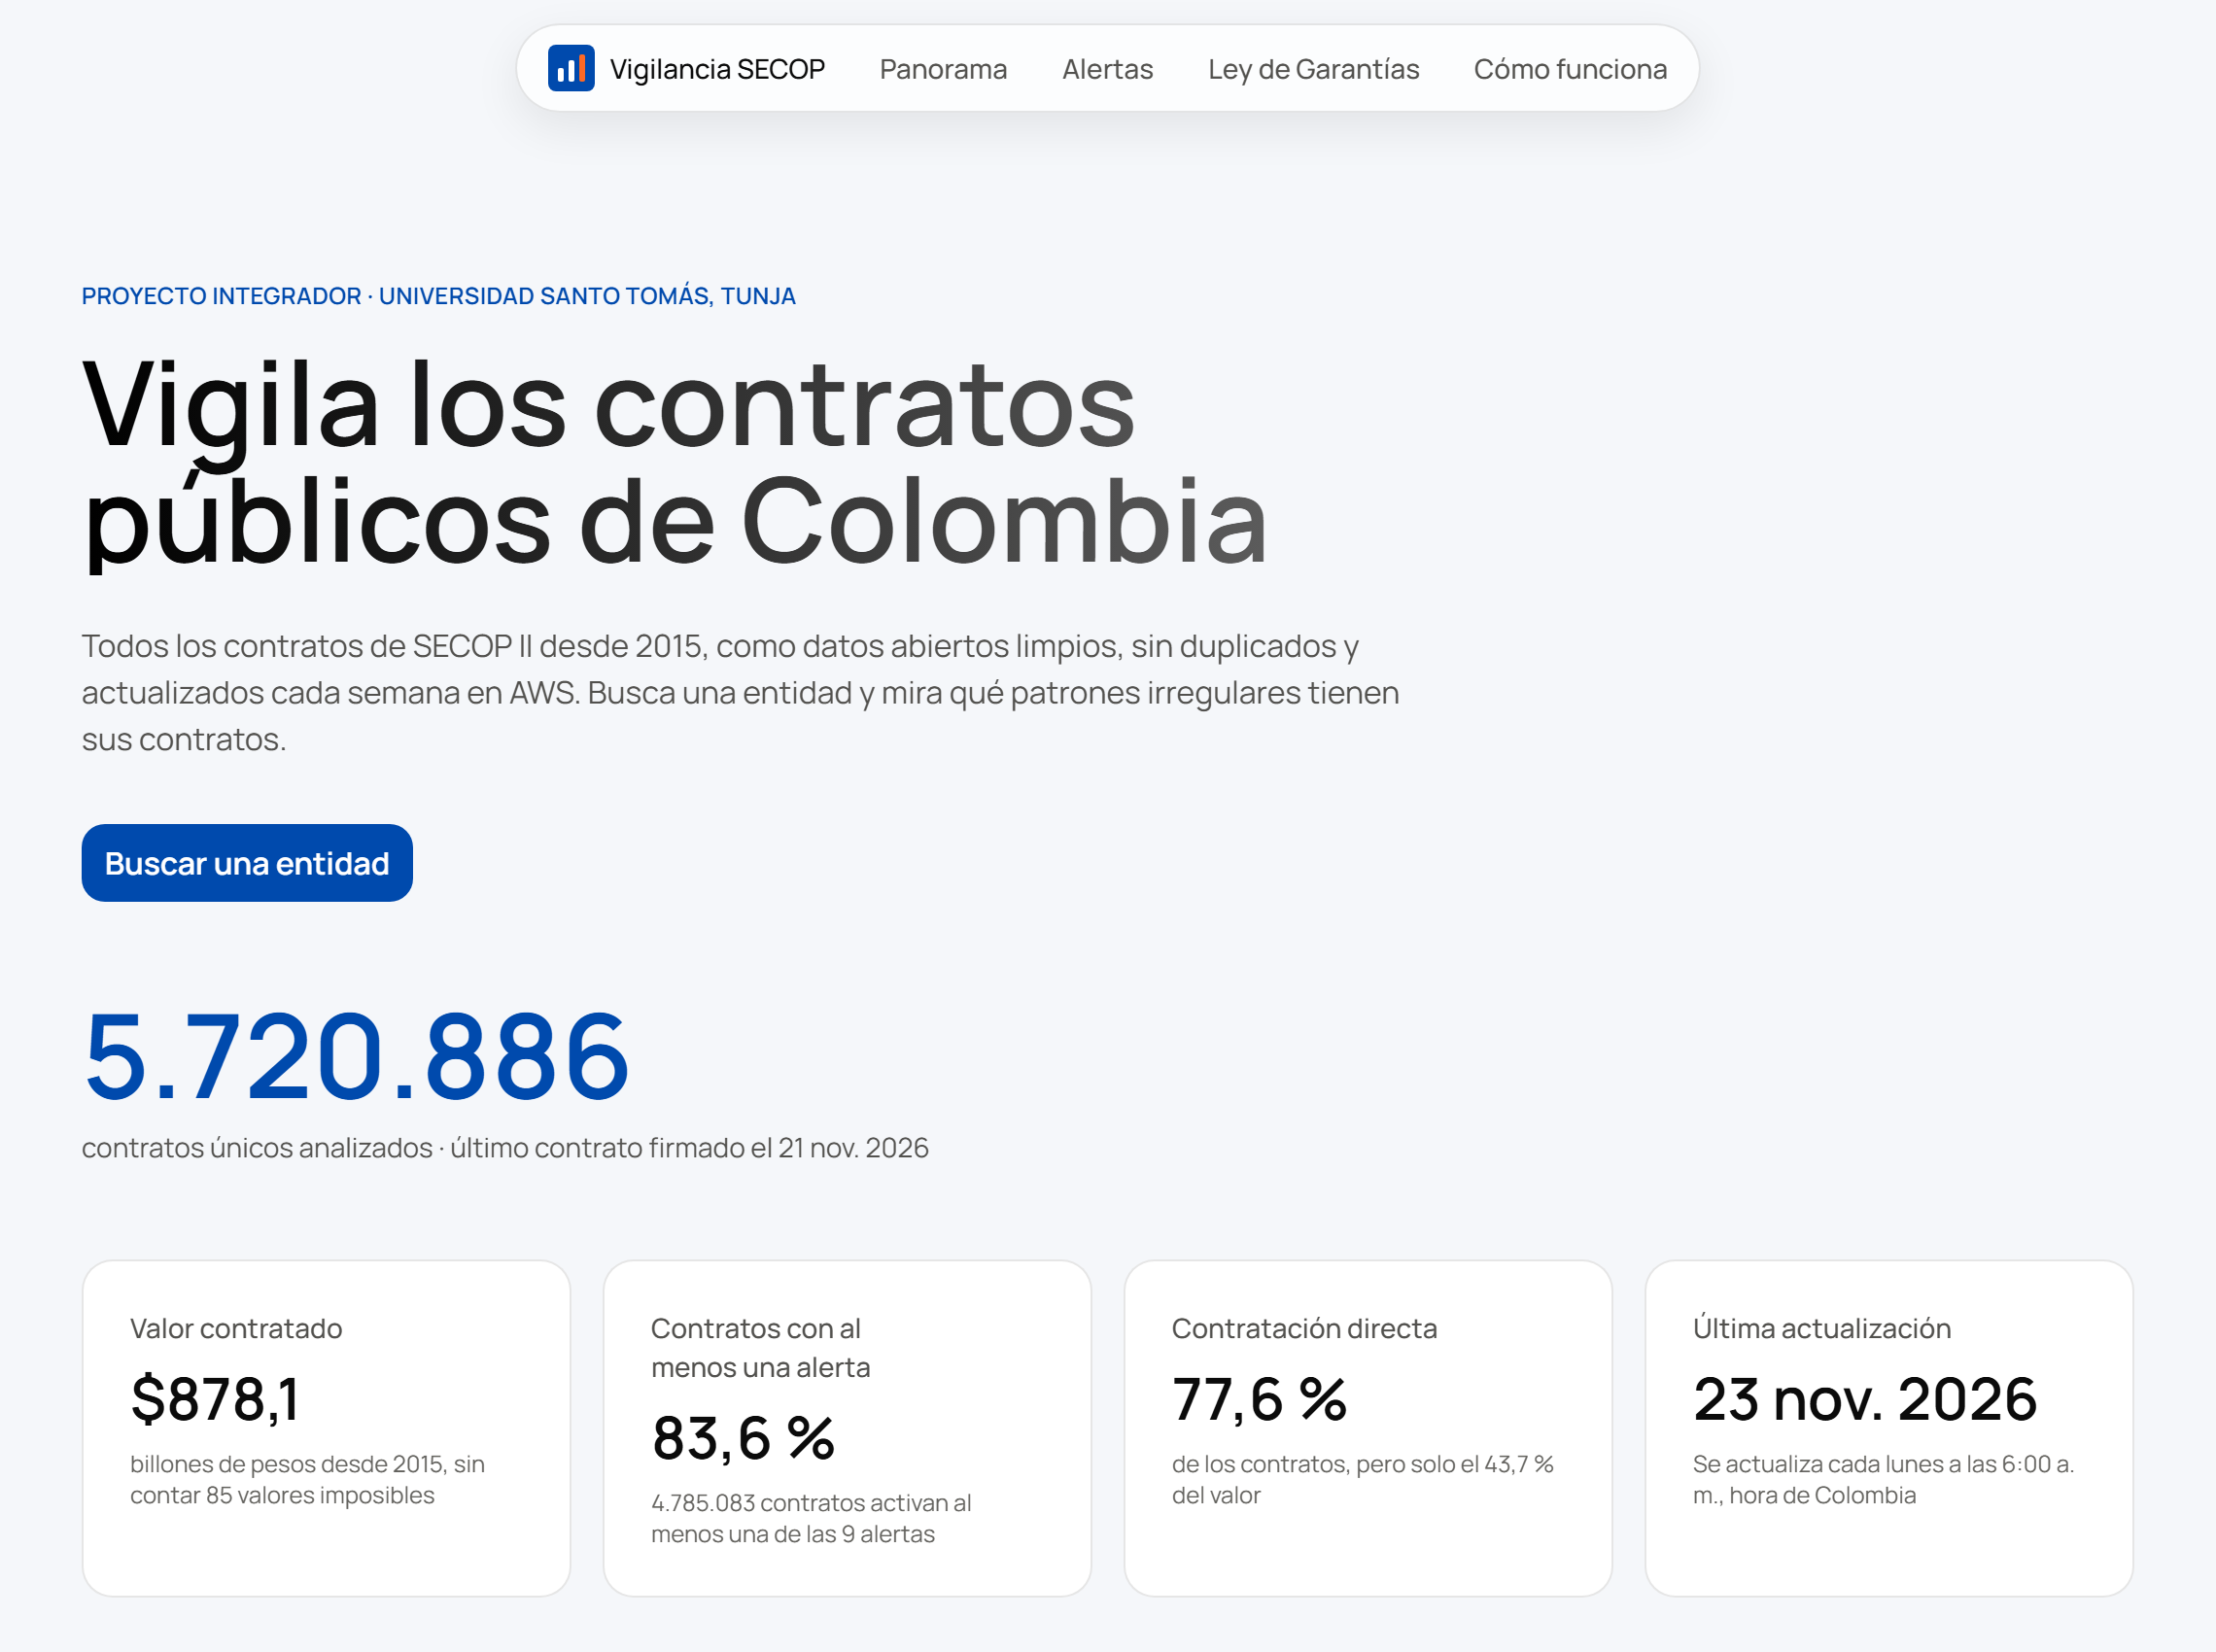 Vigilancia SECOP
Panorama
Alertas
Ley de Garantías
Cómo funciona
PROYECTO INTEGRADOR · UNIVERSIDAD SANTO TOMÁS, TUNJA
Vigila los contratos
públicos de Colombia
Todos los contratos de SECOP II desde 2015, como datos abiertos limpios, sin duplicados y
actualizados cada semana en AWS. Busca una entidad y mira qué patrones irregulares tienen
sus contratos.
Buscar una entidad
5.720.886
contratos únicos analizados · último contrato firmado el 21 nov. 2026
Valor contratado
$878,1
billones de pesos desde 2015, sin
contar 85 valores imposibles
Contratos con al
menos una alerta
83,6 %
4.785.083 contratos activan al
menos una de las 9 alertas
Contratación directa
77,6 %
de los contratos, pero solo el 43,7 %
del valor
Última actualización
23 nov. 2026
Se actualiza cada lunes a las 6:00 a.
m., hora de Colombia